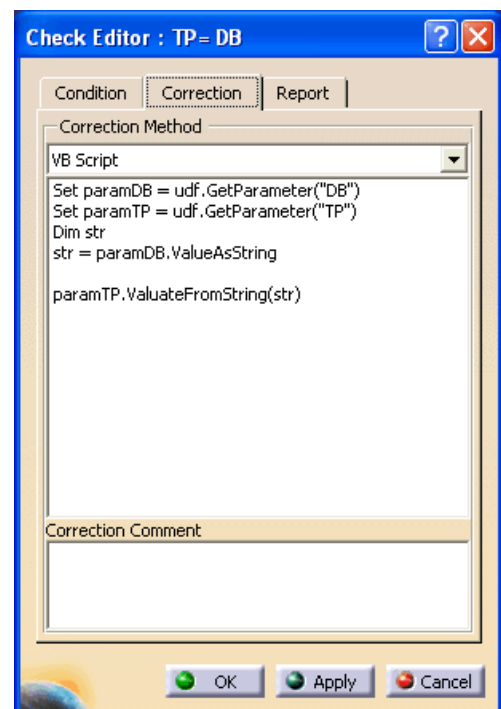 Check Editor : TP= DB
Condition
Correction
Report
Correction Method
VB Script
Set paramDB = udf.GetParameter("DB")
Set paramTP = udf.GetParameter("TP")
Dim str
str = paramDB.ValueAsString
paramTP.ValuateFromString(str)
Correction Comment
OK
Apply
Cancel